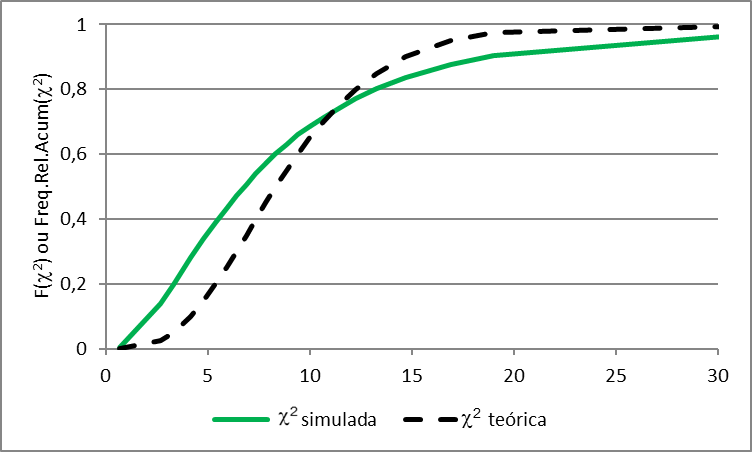 F(χ²) ou Freq.Rel.Acum(χ²)
1
0,8
0,6
0,4
0,2
0
0 5 10 15 20 25 30
χ² simulada χ² teórica